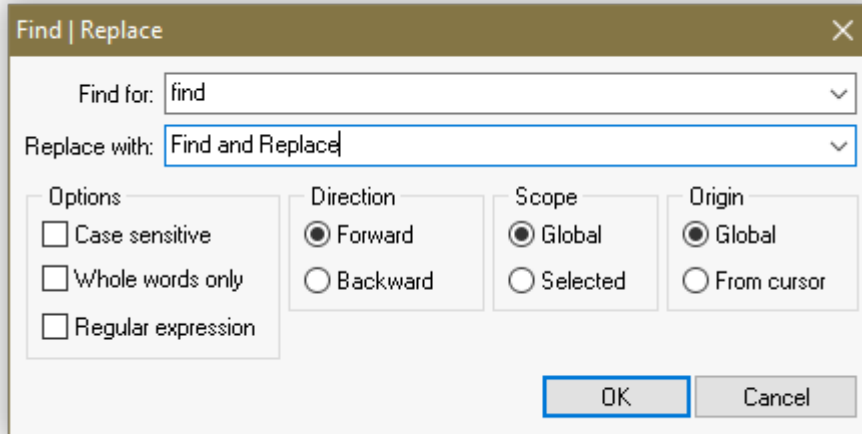 Find | Replace
Find for: find
Replace with: Find and Replace
Options
Case sensitive
Whole words only
Regular expression
Direction
Forward
Backward
Scope
Global
Selected
Origin
Global
From cursor
OK
Cancel